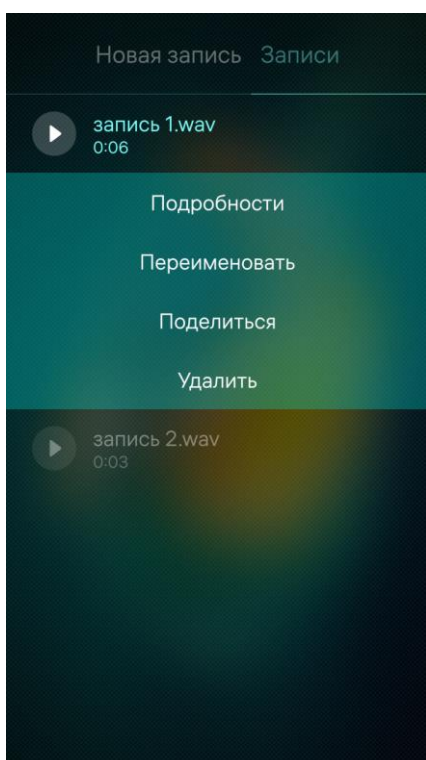 Новая запись Записи
запись 1.wav
0:06
Подробности
Переименовать
Поделиться
Удалить
запись 2.wav
0:03